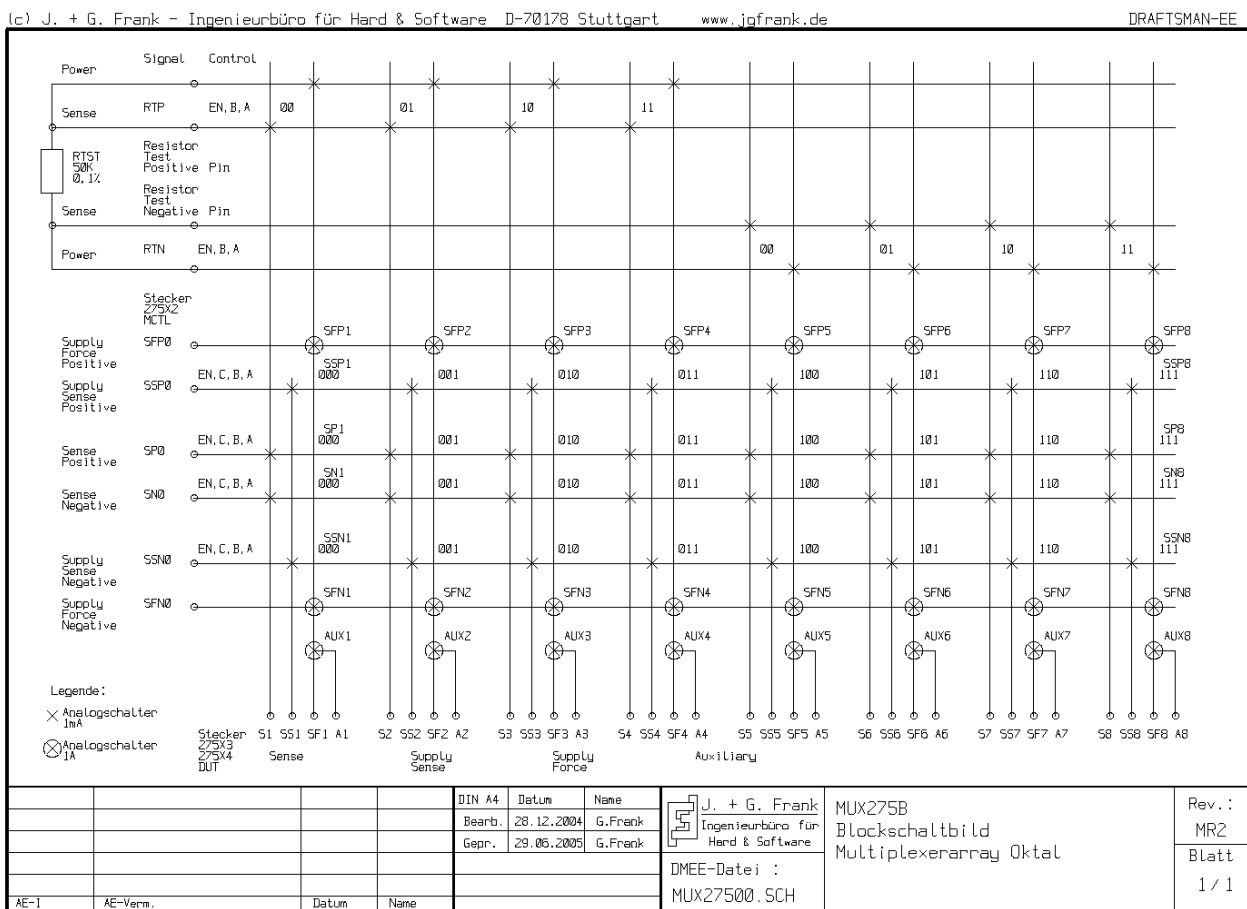 (c) J. + G. Frank - Ingenieurbüro für Hard & Software D-70178 Stuttgart www.jgfrank.de DRAFTSMAN-EE
Signal Control
Power
Sense RTP EN,B,A 00 01 10 11
Resistor
Test
Positive Pin
RTST
50K
0,1%
Resistor
Test
Negative Pin
Sense
Power RTN EN,B,A 00 01 10 11
Stecker
275X2
MCTL
SFP1 SFP2 SFP3 SFP4 SFP5 SFP6 SFP7 SFP8
Supply
Force
Positive
SFP0
SSP1 SSP8
EN,C,B,A 000 001 010 011 100 101 110 111
Supply
Sense
Positive
SSP0
SP1 SP8
EN,C,B,A 000 001 010 011 100 101 110 111
Sense
Positive
SP0
SN1 SN8
EN,C,B,A 000 001 010 011 100 101 110 111
Sense
Negative
SN0
SSN1 SSN8
EN,C,B,A 000 001 010 011 100 101 110 111
Supply
Sense
Negative
SSN0
SFN1 SFN2 SFN3 SFN4 SFN5 SFN6 SFN7 SFN8
Supply
Force
Negative
SFN0
AUX1 AUX2 AUX3 AUX4 AUX5 AUX6 AUX7 AUX8
Legende:
Analogschalter
1mA
Analogschalter
1A
Stecker
275X3
275X4
DUT
S1 SS1 SF1 A1 S2 SS2 SF2 A2 S3 SS3 SF3 A3 S4 SS4 SF4 A4 S5 SS5 SF5 A5 S6 SS6 SF6 A6 S7 SS7 SF7 A7 S8 SS8 SF8 A8
Sense
Supply
Sense
Supply
Force
Auxiliary
DIN A4 Datum Name
Bearb. 28.12.2004 G.Frank
Gepr. 29.06.2005 G.Frank
AE-I AE-Verm. Datum Name
J. + G. Frank
Ingenieurbüro für
Hard & Software
DMEE-Datei :
MUX27500.SCH
MUX275B
Blockschaltbild
Multiplexerarray Oktal
Rev.:
MR2
Blatt
1/1